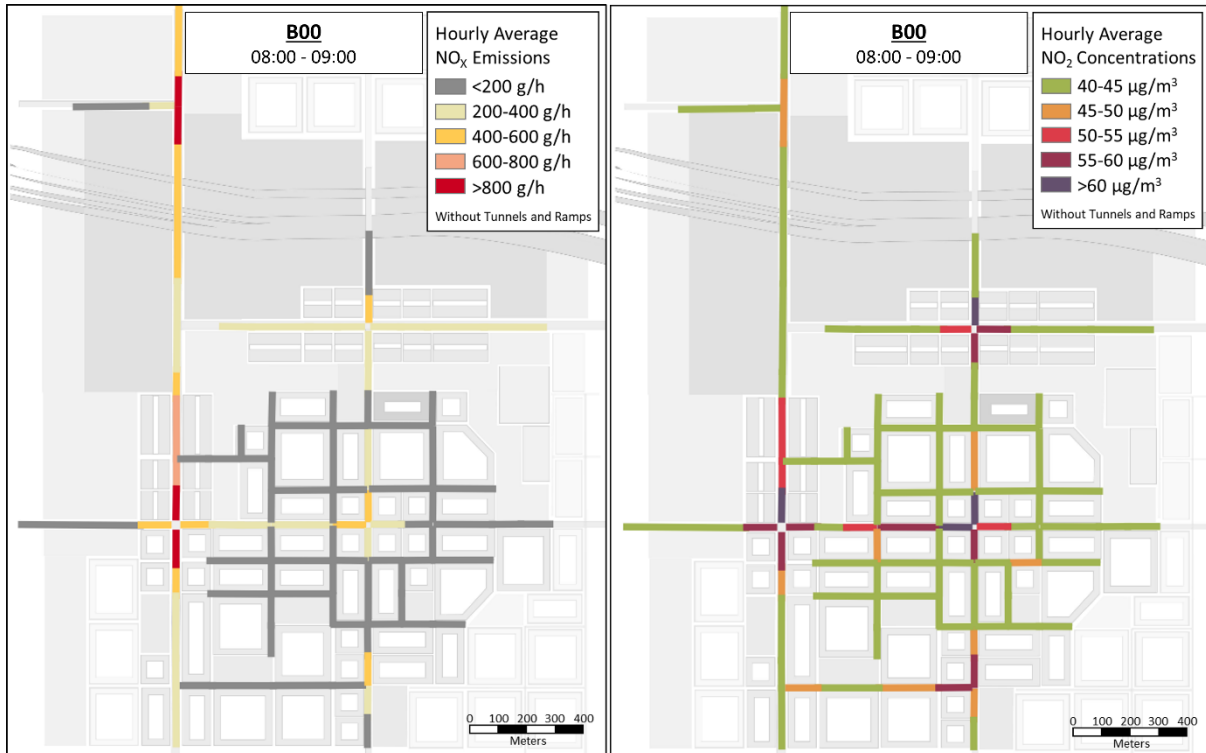 B00
08:00 - 09:00
Hourly Average
NOX Emissions
<200 g/h
200-400 g/h
400-600 g/h
600-800 g/h
>800 g/h
Without Tunnels and Ramps
0 100 200 300 400
Meters
B00
08:00 - 09:00
Hourly Average
NO2 Concentrations
40-45 µg/m³
45-50 µg/m³
50-55 µg/m³
55-60 µg/m³
>60 µg/m³
Without Tunnels and Ramps
0 100 200 300 400
Meters